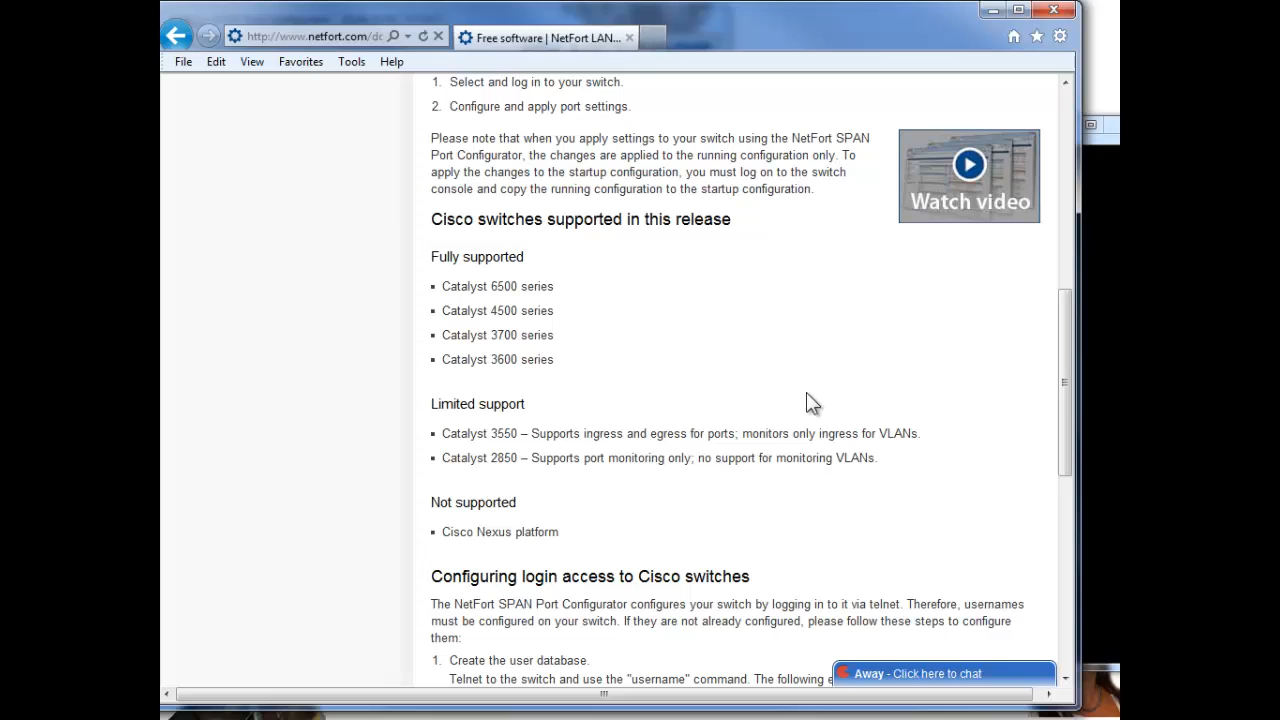 http://www.netfort.com/do
Free software | NetFort LAN...
File Edit View Favorites Tools Help
1. Select and log in to your switch.
2. Configure and apply port settings.
Please note that when you apply settings to your switch using the NetFort SPAN
Port Configurator, the changes are applied to the running configuration only. To
apply the changes to the startup configuration, you must log on to the switch
console and copy the running configuration to the startup configuration.
Watch video
Cisco switches supported in this release
Fully supported
Catalyst 6500 series
Catalyst 4500 series
Catalyst 3700 series
Catalyst 3600 series
Limited support
Catalyst 3550 – Supports ingress and egress for ports; monitors only ingress for VLANs.
Catalyst 2850 – Supports port monitoring only; no support for monitoring VLANs.
Not supported
Cisco Nexus platform
Configuring login access to Cisco switches
The NetFort SPAN Port Configurator configures your switch by logging in to it via telnet. Therefore, usernames
must be configured on your switch. If they are not already configured, please follow these steps to configure
them:
1. Create the user database.
Telnet to the switch and use the "username" command. The following e
Away - Click here to chat